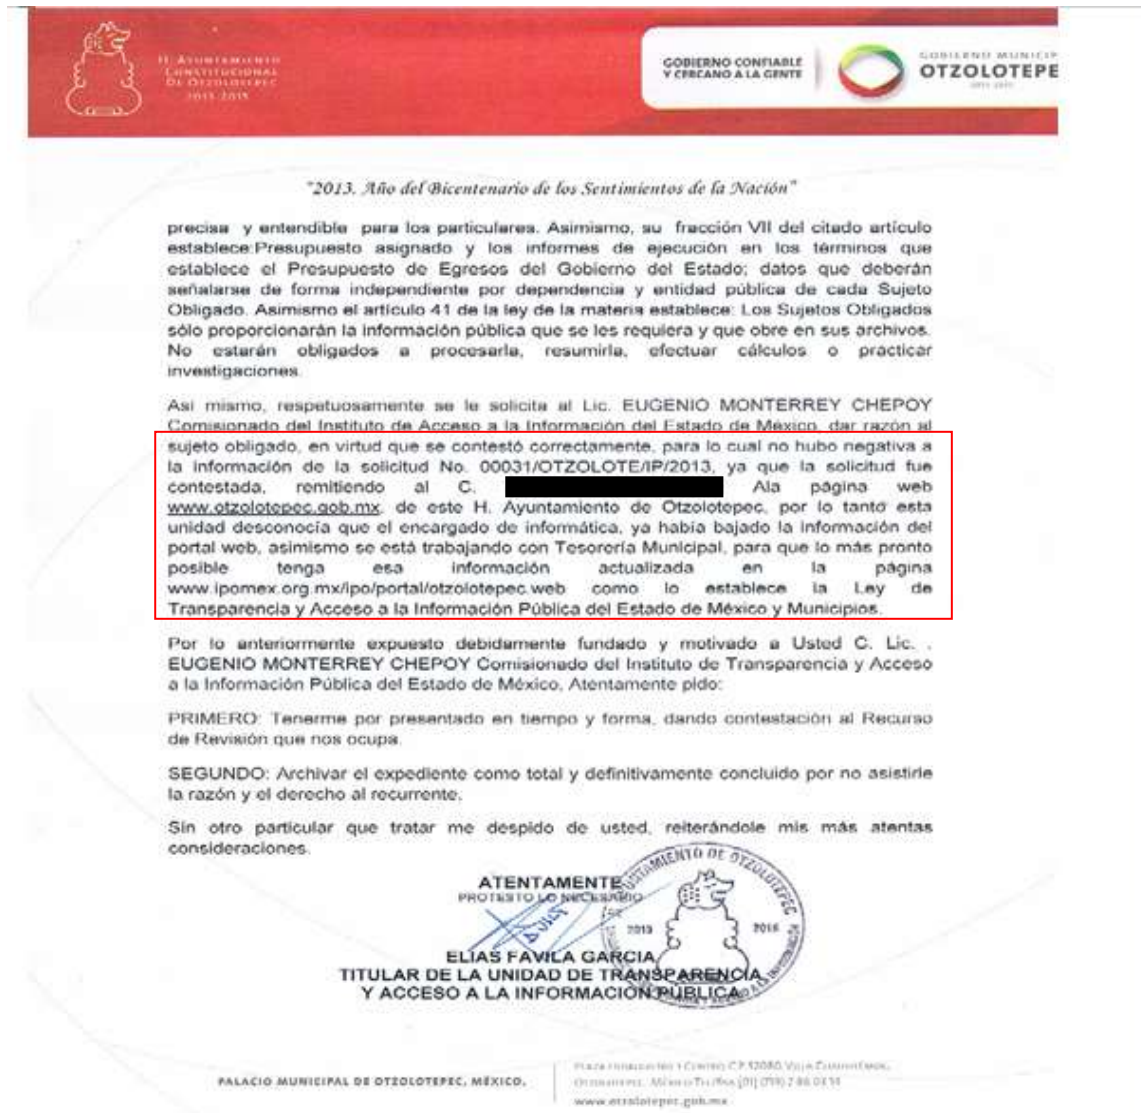 H. AYUNTAMIENTO
CONSTITUCIONAL
DE OTZOLOTEPEC
2013-2015
GOBIERNO CONFIABLE
Y CERCANO A LA GENTE
GOBIERNO MUNICIP
OTZOLOTEPE
"2013. Año del Bicentenario de los Sentimientos de la Nación"
precisa y entendible para los particulares. Asimismo, su fracción VII del citado artículo
establece:Presupuesto asignado y los informes de ejecución en los términos que
establece el Presupuesto de Egresos del Gobierno del Estado; datos que deberán
señalarse de forma independiente por dependencia y entidad pública de cada Sujeto
Obligado. Asimismo el artículo 41 de la ley de la materia establece: Los Sujetos Obligados
sólo proporcionarán la información pública que se les requiera y que obre en sus archivos.
No estarán obligados a procesarla, resumirla, efectuar cálculos o practicar
investigaciones.
Así mismo, respetuosamente se le solicita al Lic. EUGENIO MONTERREY CHEPOY
Comisionado del Instituto de Acceso a la Información del Estado de México, dar razón al
sujeto obligado, en virtud que se contestó correctamente, para lo cual no hubo negativa a
la información de la solicitud No. 00031/OTZOLOTE/IP/2013, ya que la solicitud fue
contestada, remitiendo al C. Ala página web
www.otzolotepec.gob.mx, de este H. Ayuntamiento de Otzolotepec, por lo tanto esta
unidad desconocía que el encargado de informática, ya había bajado la información del
portal web, asimismo se está trabajando con Tesorería Municipal, para que lo más pronto
posible tenga esa información actualizada en la página
www.ipomex.org.mx/ipo/portal/otzolotepec.web como lo establece la Ley de
Transparencia y Acceso a la Información Pública del Estado de México y Municipios.
Por lo anteriormente expuesto debidamente fundado y motivado a Usted C. Lic. .
EUGENIO MONTERREY CHEPOY Comisionado del Instituto de Transparencia y Acceso
a la Información Pública del Estado de México, Atentamente pido:
PRIMERO: Tenerme por presentado en tiempo y forma, dando contestación al Recurso
de Revisión que nos ocupa.
SEGUNDO: Archivar el expediente como total y definitivamente concluido por no asistirle
la razón y el derecho al recurrente.
Sin otro particular que tratar me despido de usted, reiterándole mis más atentas
consideraciones.
ATENTAMENTE
PROTESTO LO NECESARIO
AYUNTAMIENTO DE OTZOLOTEPEC
2013 2015
ELIAS FAVILA GARCIA
TITULAR DE LA UNIDAD DE TRANSPARENCIA
Y ACCESO A LA INFORMACION PUBLICA
PALACIO MUNICIPAL DE OTZOLOTEPEC, MÉXICO.
www.otzolotepec.gob.mx